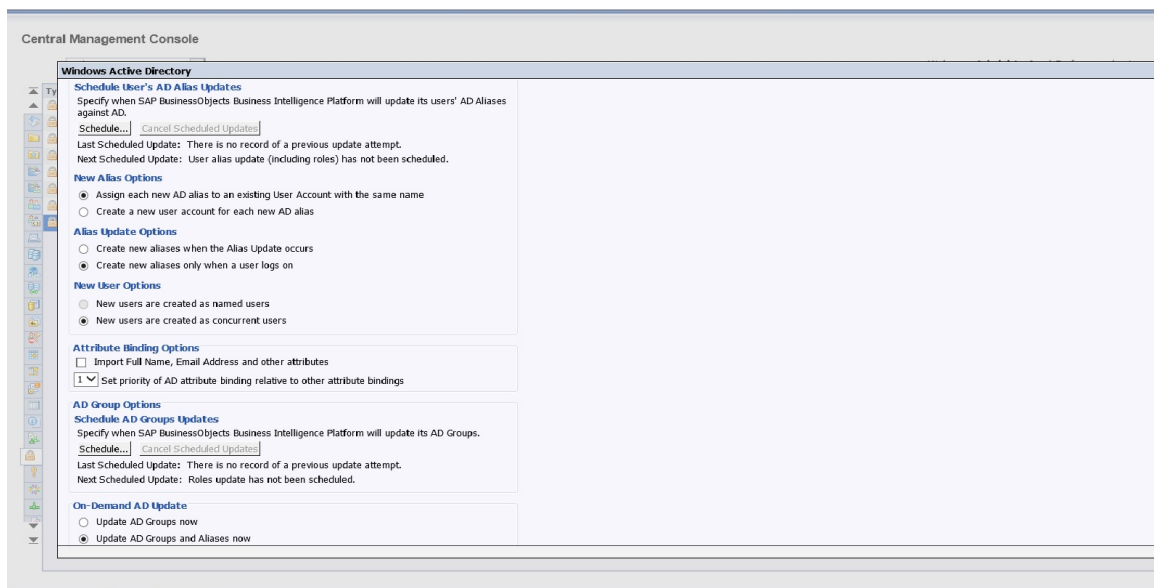 Central Management Console
Windows Active Directory
Ty
Schedule User's AD Alias Updates
Specify when SAP BusinessObjects Business Intelligence Platform will update its users' AD Aliases
against AD.
Schedule... Cancel Scheduled Updates
Last Scheduled Update: There is no record of a previous update attempt.
Next Scheduled Update: User alias update (including roles) has not been scheduled.
New Alias Options
Assign each new AD alias to an existing User Account with the same name
Create a new user account for each new AD alias
Alias Update Options
Create new aliases when the Alias Update occurs
Create new aliases only when a user logs on
New User Options
New users are created as named users
New users are created as concurrent users
Attribute Binding Options
Import Full Name, Email Address and other attributes
1 Set priority of AD attribute binding relative to other attribute bindings
AD Group Options
Schedule AD Groups Updates
Specify when SAP BusinessObjects Business Intelligence Platform will update its AD Groups.
Schedule... Cancel Scheduled Updates
Last Scheduled Update: There is no record of a previous update attempt.
Next Scheduled Update: Roles update has not been scheduled.
On-Demand AD Update
Update AD Groups now
Update AD Groups and Aliases now